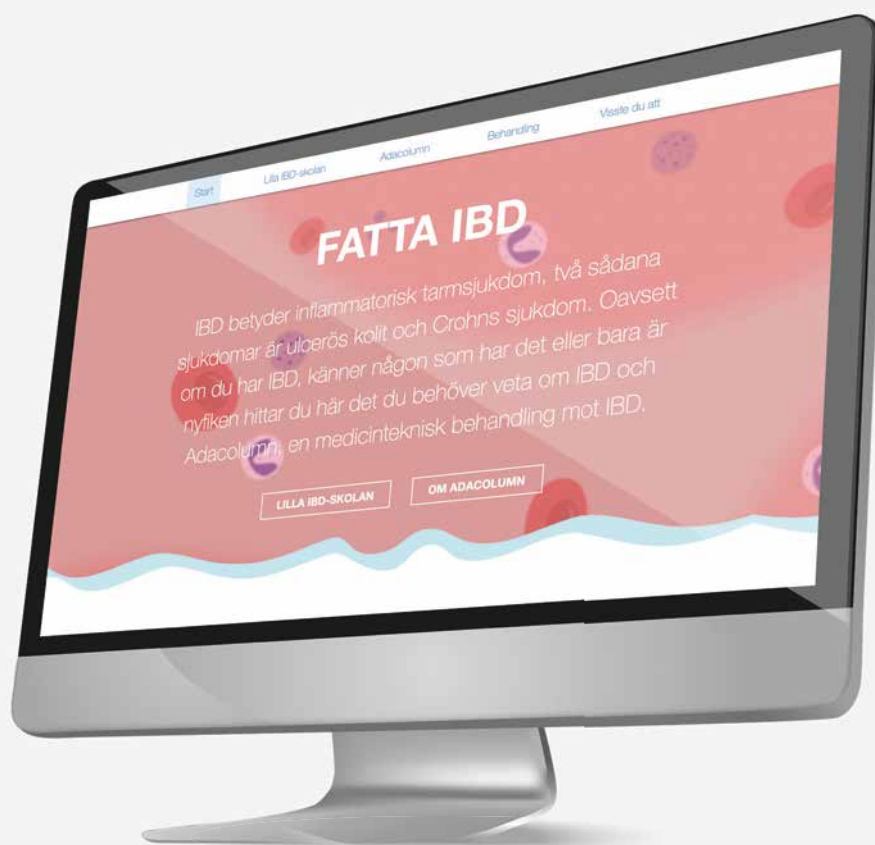 Start
Lilla IBD-skolan
Adacolumn
Behandling
Visste du att
FATTA IBD
IBD betyder inflammatorisk tarmsjukdom, två sådana
sjukdomar är ulcerös kolit och Crohns sjukdom. Oavsett
om du har IBD, känner någon som har det eller bara är
nyfiken hittar du här det du behöver veta om IBD och
Adacolumn, en medicinteknisk behandling mot IBD.
LILLA IBD-SKOLAN
OM ADACOLUMN